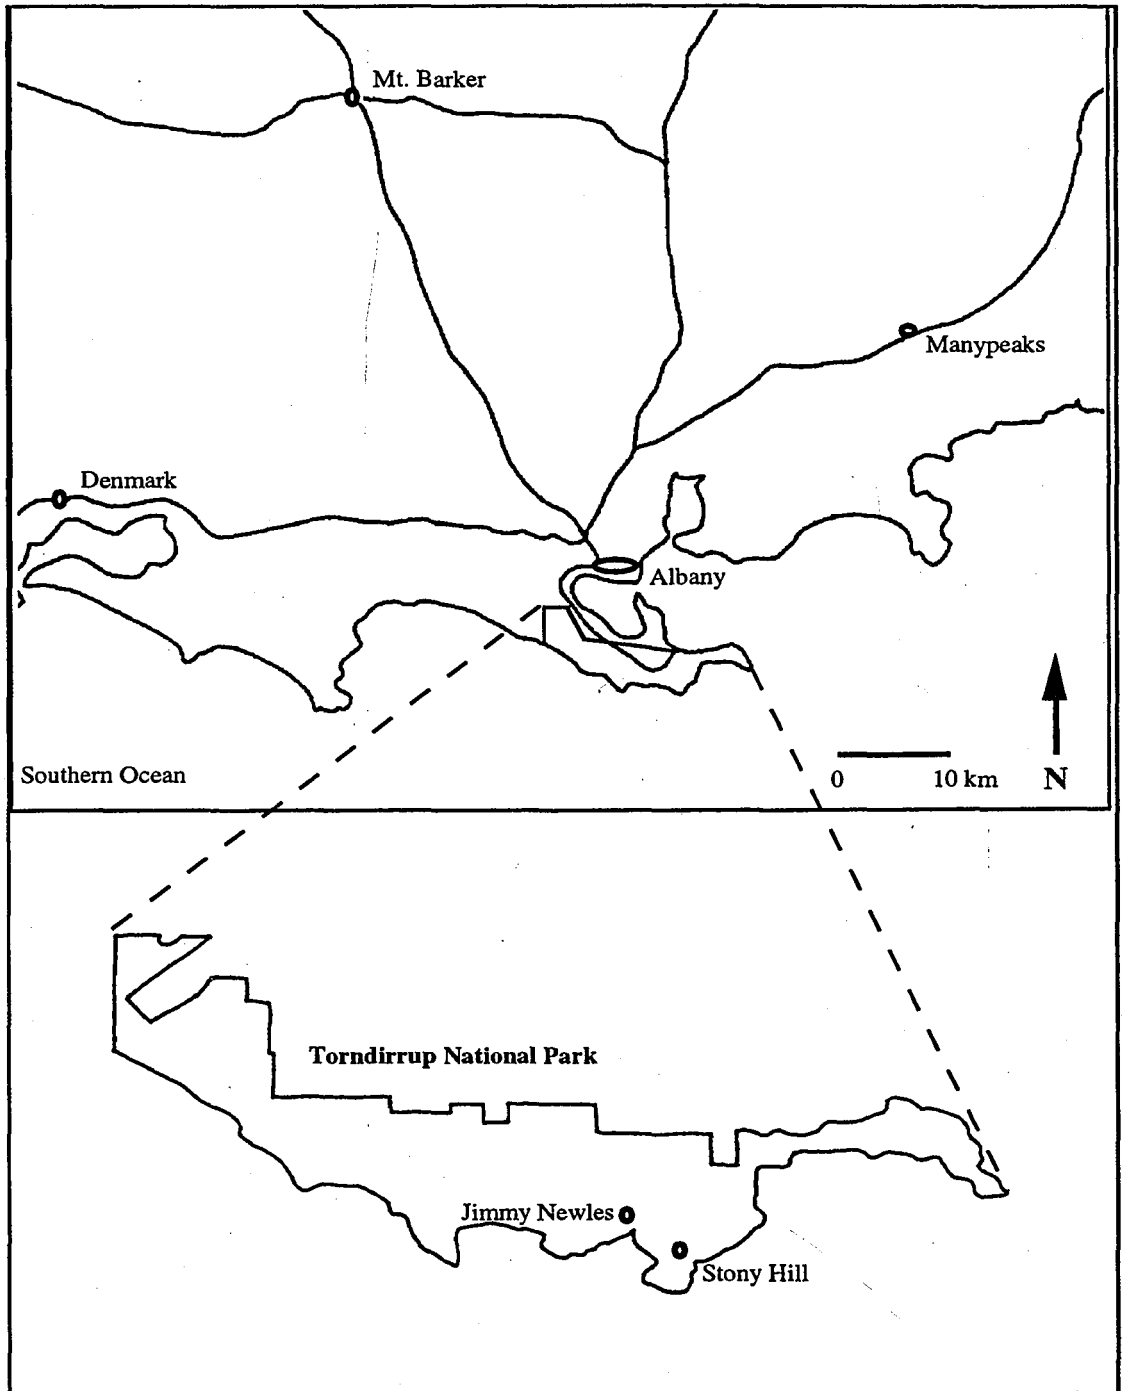 Mt. Barker
Manypeaks
Denmark
Albany
Southern Ocean
0 10 km
N
Torndirrup National Park
Jimmy Newles
Stony Hill